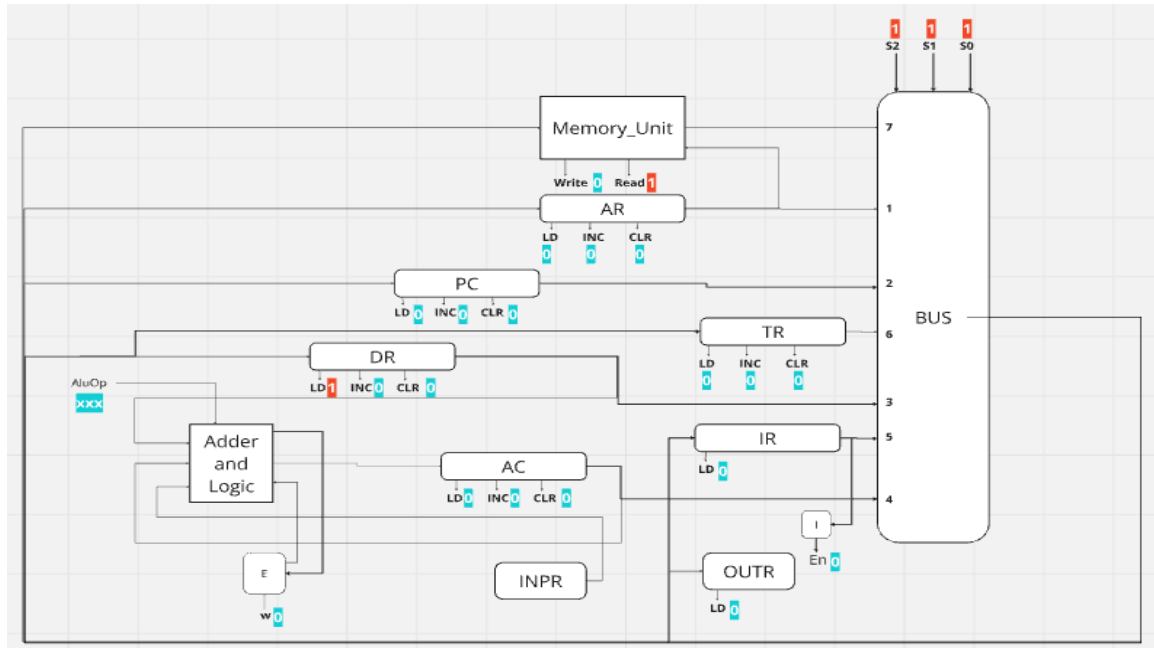 1 1 1
S2 S1 S0
Memory_Unit
7
Write 0 Read 1
AR
1
LD INC CLR
0 0 0
PC
2
LD 0 INC 0 CLR 0
BUS
TR
6
DR
LD INC CLR
0 0 0
LD 1 INC 0 CLR 0
AluOp
xxx
3
Adder
and
Logic
IR
5
AC
LD 0
LD 0 INC 0 CLR 0
4
I
En 0
E
INPR
OUTR
w 0
LD 0